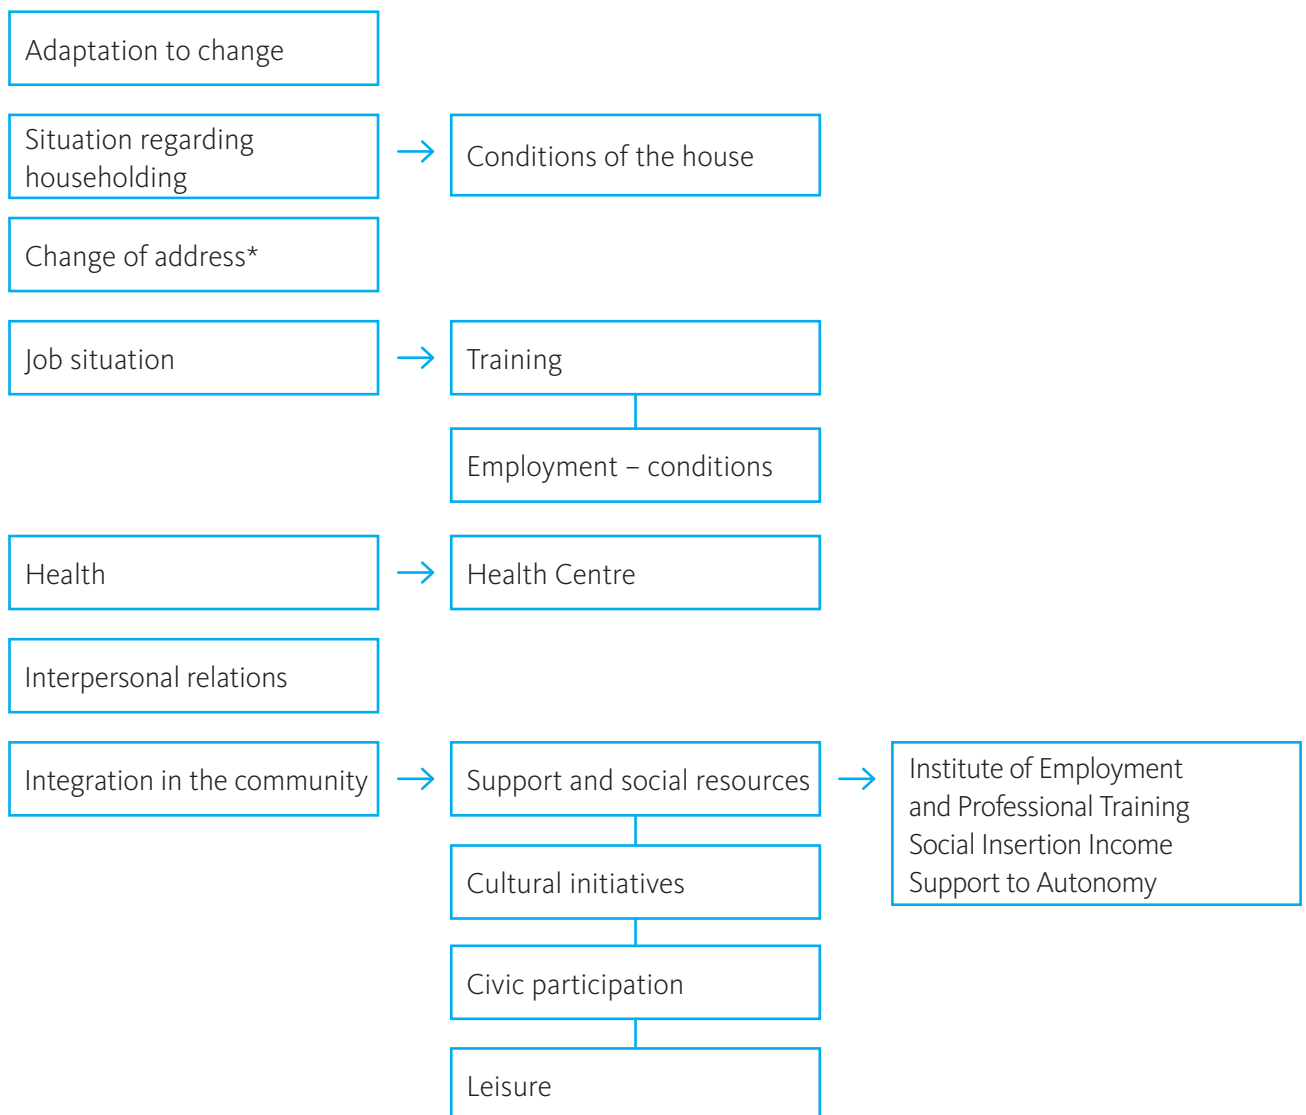 Adaptation to change
Situation regarding
householding
Conditions of the house
Change of address*
Job situation
Training
Employment – conditions
Health
Health Centre
Interpersonal relations
Integration in the community
Support and social resources
Institute of Employment
and Professional Training
Social Insertion Income
Support to Autonomy
Cultural initiatives
Civic participation
Leisure